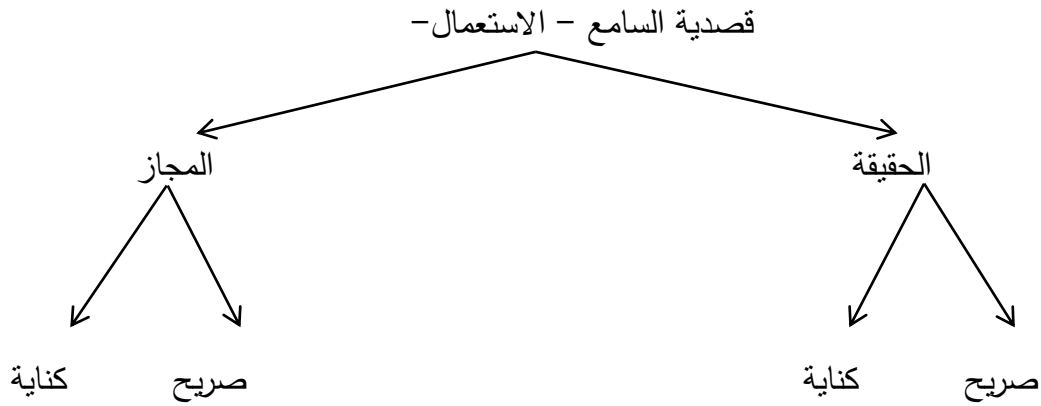 قصدية السامع – الاستعمال–
الحقيقة المجاز
صريح كناية صريح كناية